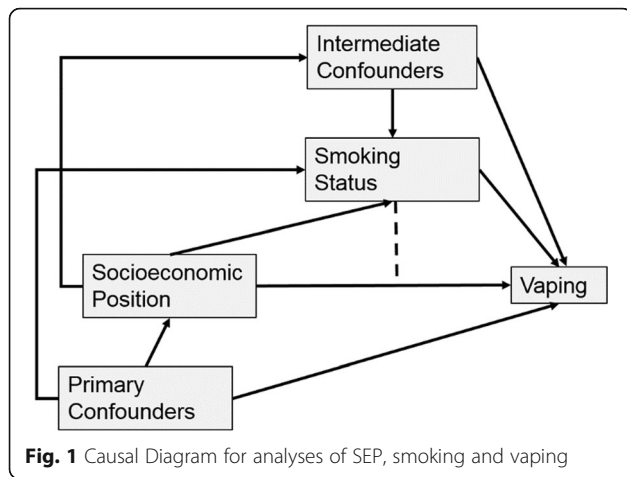 Intermediate
Confounders
Smoking
Status
Socioeconomic
Position
Vaping
Primary
Confounders
Fig. 1 Causal Diagram for analyses of SEP, smoking and vaping